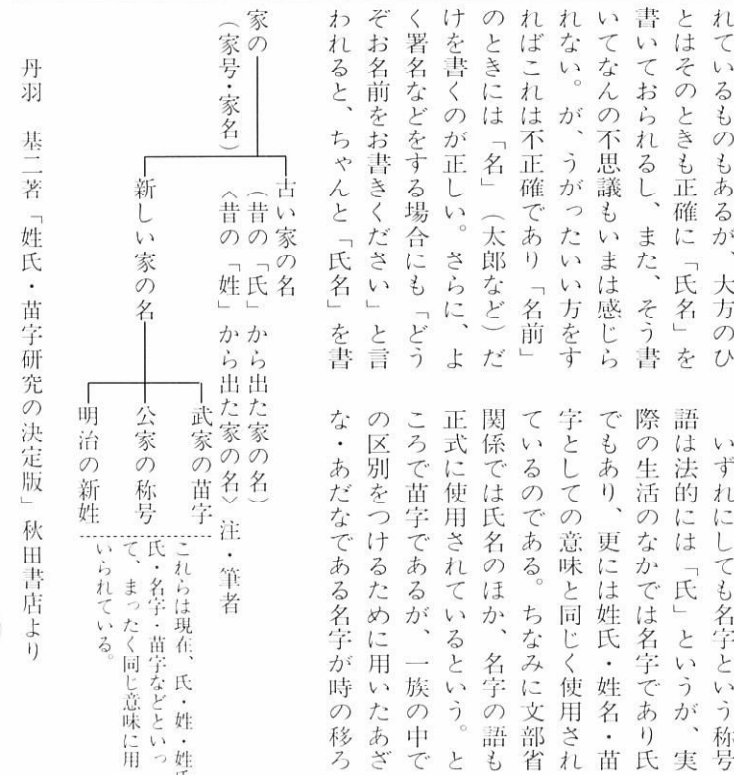 れているものもあるが、大方のひ
とはそのときも正確に「氏名」を
書いておられるし、また、そう書
いてなんの不思議もいまは感じら
れない。が、うがったいい方をす
ればこれは不正確であり「名前」
のときには「名」（太郎など）だ
けを書くのが正しい。さらに、よ
く署名などをする場合にも「どう
ぞお名前をお書きください」と言
われると、ちゃんと「氏名」を書
いずれにしても名字という称号
語は法的には「氏」というが、実
際の生活のなかでは名字であり氏
でもあり、更には姓氏・姓名・苗
字としての意味と同じく使用され
ているのである。ちなみに文部省
関係では氏名のほか、名字の語も
正式に使用されているという。と
ころで苗字であるが、一族の中で
の区別をつけるために用いたあざ
な・あだなである名字が時の移ろ
家の
（家号・家名）
古い家の名
（昔の「氏」から出た家の名）
〈昔の「姓」から出た家の名〉注・筆者
新しい家の名
武家の苗字
公家の称号
明治の新姓
これらは現在、氏・姓・姓氏
氏・名字・苗字などといっ
て、まったく同じ意味に用
いられている。
丹羽 基二著「姓氏・苗字研究の決定版」秋田書店より